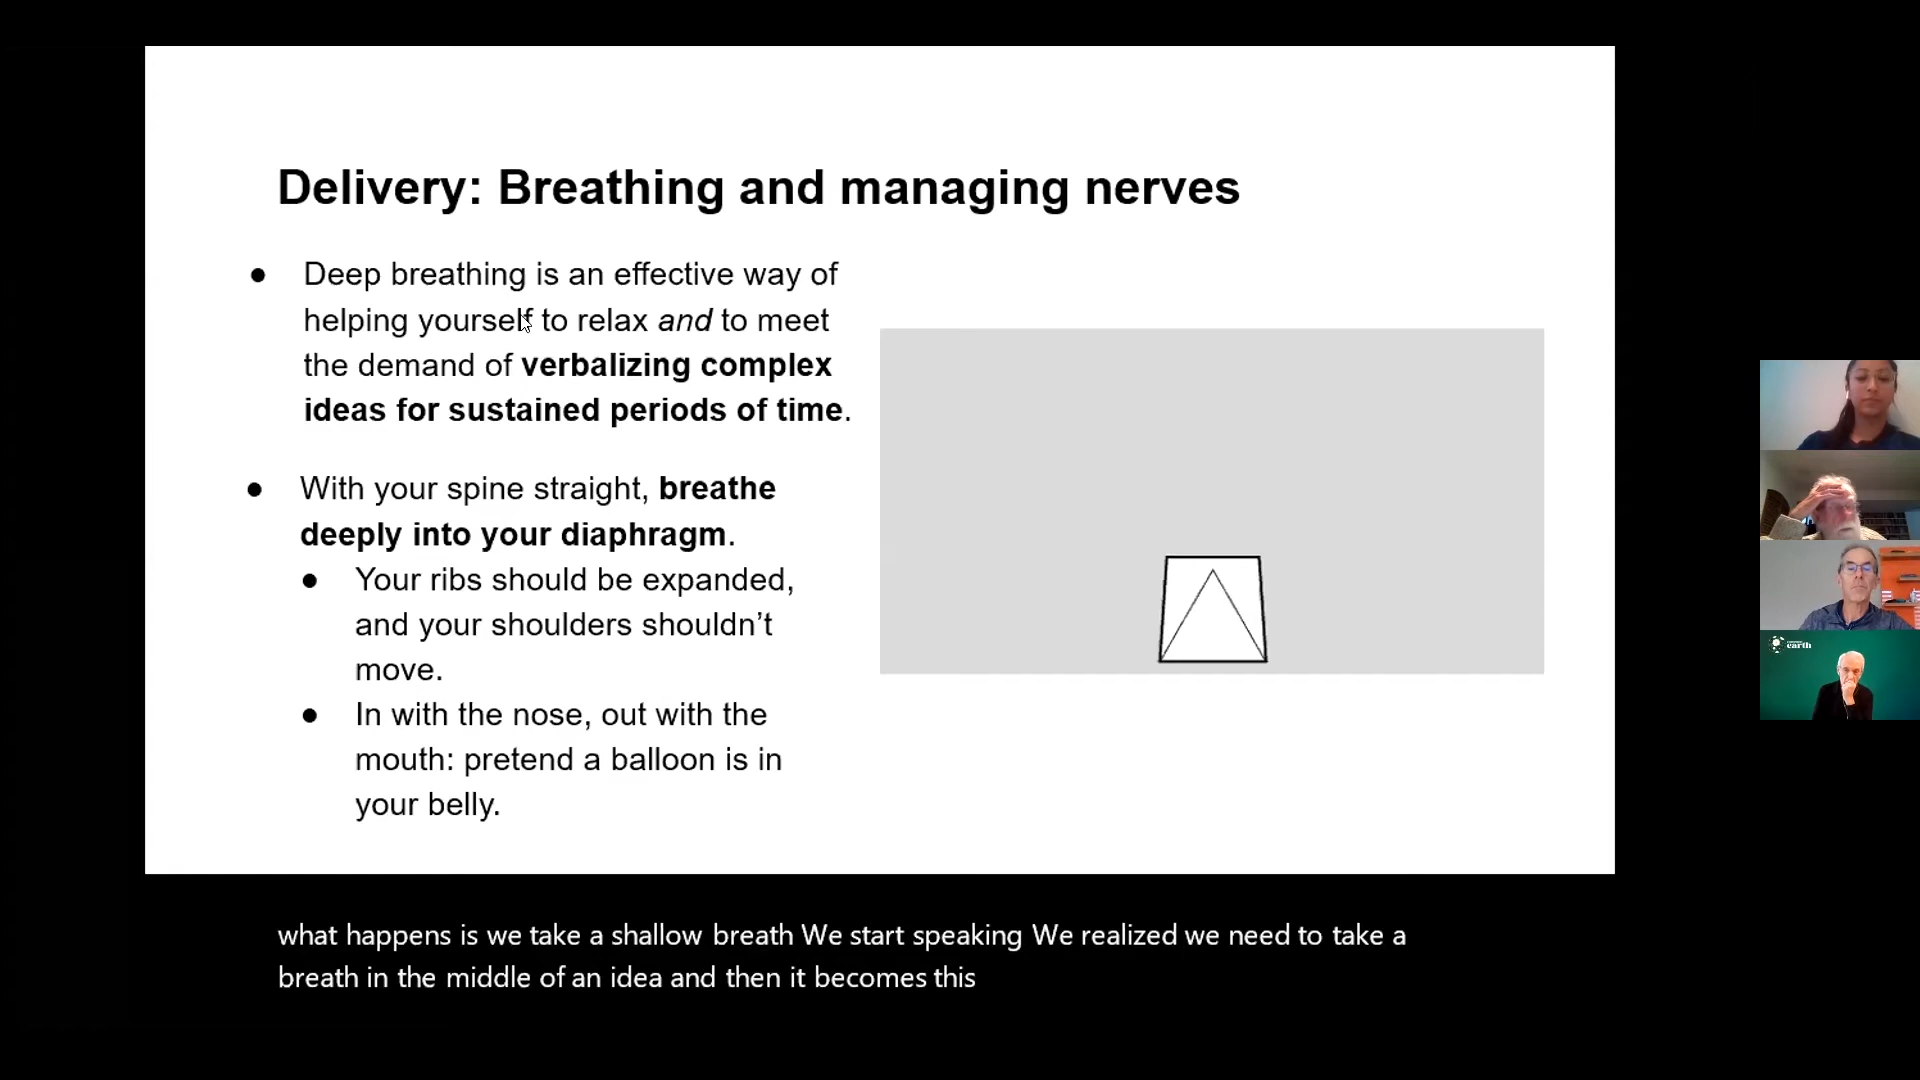 Delivery: Breathing and managing nerves
● Deep breathing is an effective way of
helping yourself to relax and to meet
the demand of verbalizing complex
ideas for sustained periods of time.
● With your spine straight, breathe
deeply into your diaphragm.
● Your ribs should be expanded,
and your shoulders shouldn’t
move.
● In with the nose, out with the
mouth: pretend a balloon is in
your belly.
earth
what happens is we take a shallow breath We start speaking We realized we need to take a
breath in the middle of an idea and then it becomes this